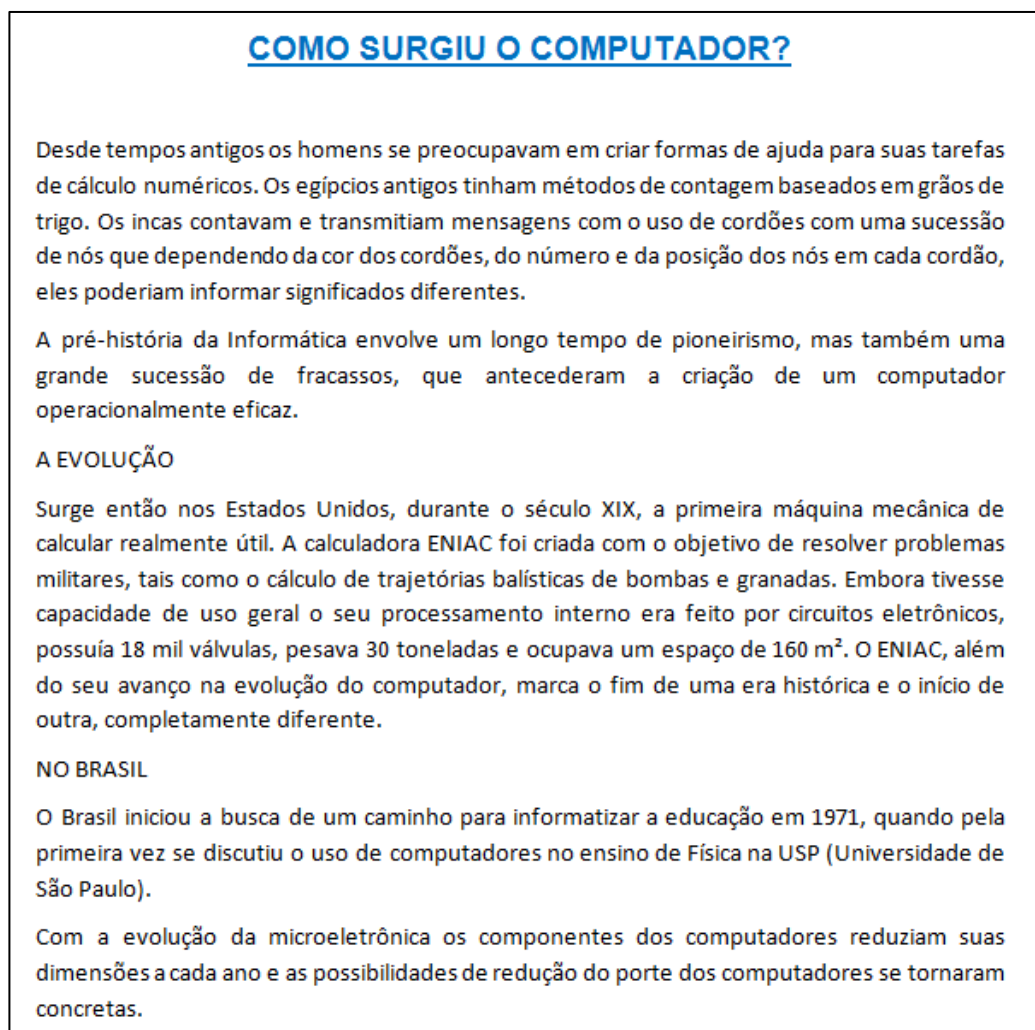 COMO SURGIU O COMPUTADOR?
Desde tempos antigos os homens se preocupavam em criar formas de ajuda para suas tarefas
de cálculo numéricos. Os egípcios antigos tinham métodos de contagem baseados em grãos de
trigo. Os incas contavam e transmitiam mensagens com o uso de cordões com uma sucessão
de nós que dependendo da cor dos cordões, do número e da posição dos nós em cada cordão,
eles poderiam informar significados diferentes.
A pré-história da Informática envolve um longo tempo de pioneirismo, mas também uma
grande sucessão de fracassos, que antecederam a criação de um computador
operacionalmente eficaz.
A EVOLUÇÃO
Surge então nos Estados Unidos, durante o século XIX, a primeira máquina mecânica de
calcular realmente útil. A calculadora ENIAC foi criada com o objetivo de resolver problemas
militares, tais como o cálculo de trajetórias balísticas de bombas e granadas. Embora tivesse
capacidade de uso geral o seu processamento interno era feito por circuitos eletrônicos,
possuía 18 mil válvulas, pesava 30 toneladas e ocupava um espaço de 160 m². O ENIAC, além
do seu avanço na evolução do computador, marca o fim de uma era histórica e o início de
outra, completamente diferente.
NO BRASIL
O Brasil iniciou a busca de um caminho para informatizar a educação em 1971, quando pela
primeira vez se discutiu o uso de computadores no ensino de Física na USP (Universidade de
São Paulo).
Com a evolução da microeletrônica os componentes dos computadores reduziam suas
dimensões a cada ano e as possibilidades de redução do porte dos computadores se tornaram
concretas.